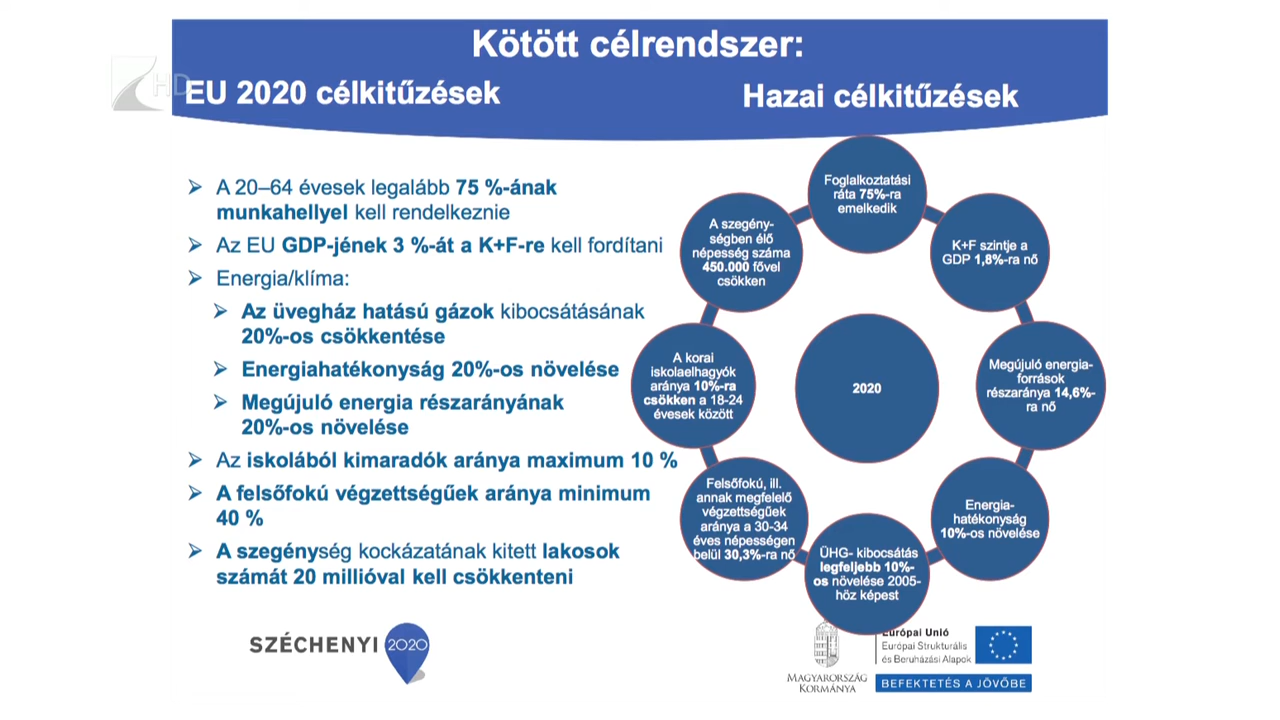 Kötött célrendszer:
HD
EU 2020 célkitűzések
Hazai célkitűzések
A 20–64 évesek legalább 75 %-ának
munkahellyel kell rendelkeznie
Az EU GDP-jének 3 %-át a K+F-re kell fordítani
Energia/klíma:
Az üvegház hatású gázok kibocsátásának
20%-os csökkentése
Energiahatékonyság 20%-os növelése
Megújuló energia részarányának
20%-os növelése
Az iskolából kimaradók aránya maximum 10 %
A felsőfokú végzettségűek aránya minimum
40 %
A szegénység kockázatának kitett lakosok
számát 20 millióval kell csökkenteni
Foglalkoztatási
ráta 75%-ra
emelkedik
K+F szintje a
GDP 1,8%-ra nő
Megújuló energia-
források
részaránya 14,6%-
ra nő
Energia-
hatékonyság
10%-os növelése
ÜHG- kibocsátás
legfeljebb 10%-
os növelése 2005-
höz képest
Felsőfokú, ill.
annak megfelelő
végzettségűek
aránya a 30-34
éves népességen
belül 30,3%-ra nő
A korai
iskolaelhagyók
aránya 10%-ra
csökken a 18-24
évesek között
A szegény-
ségben élő
népesség száma
450.000 fővel
csökken
2020
SZÉCHENYI 2020
MAGYARORSZÁG
KORMÁNYA
Európai Unió
Európai Strukturális
és Beruházási Alapok
BEFEKTETÉS A JÖVŐBE